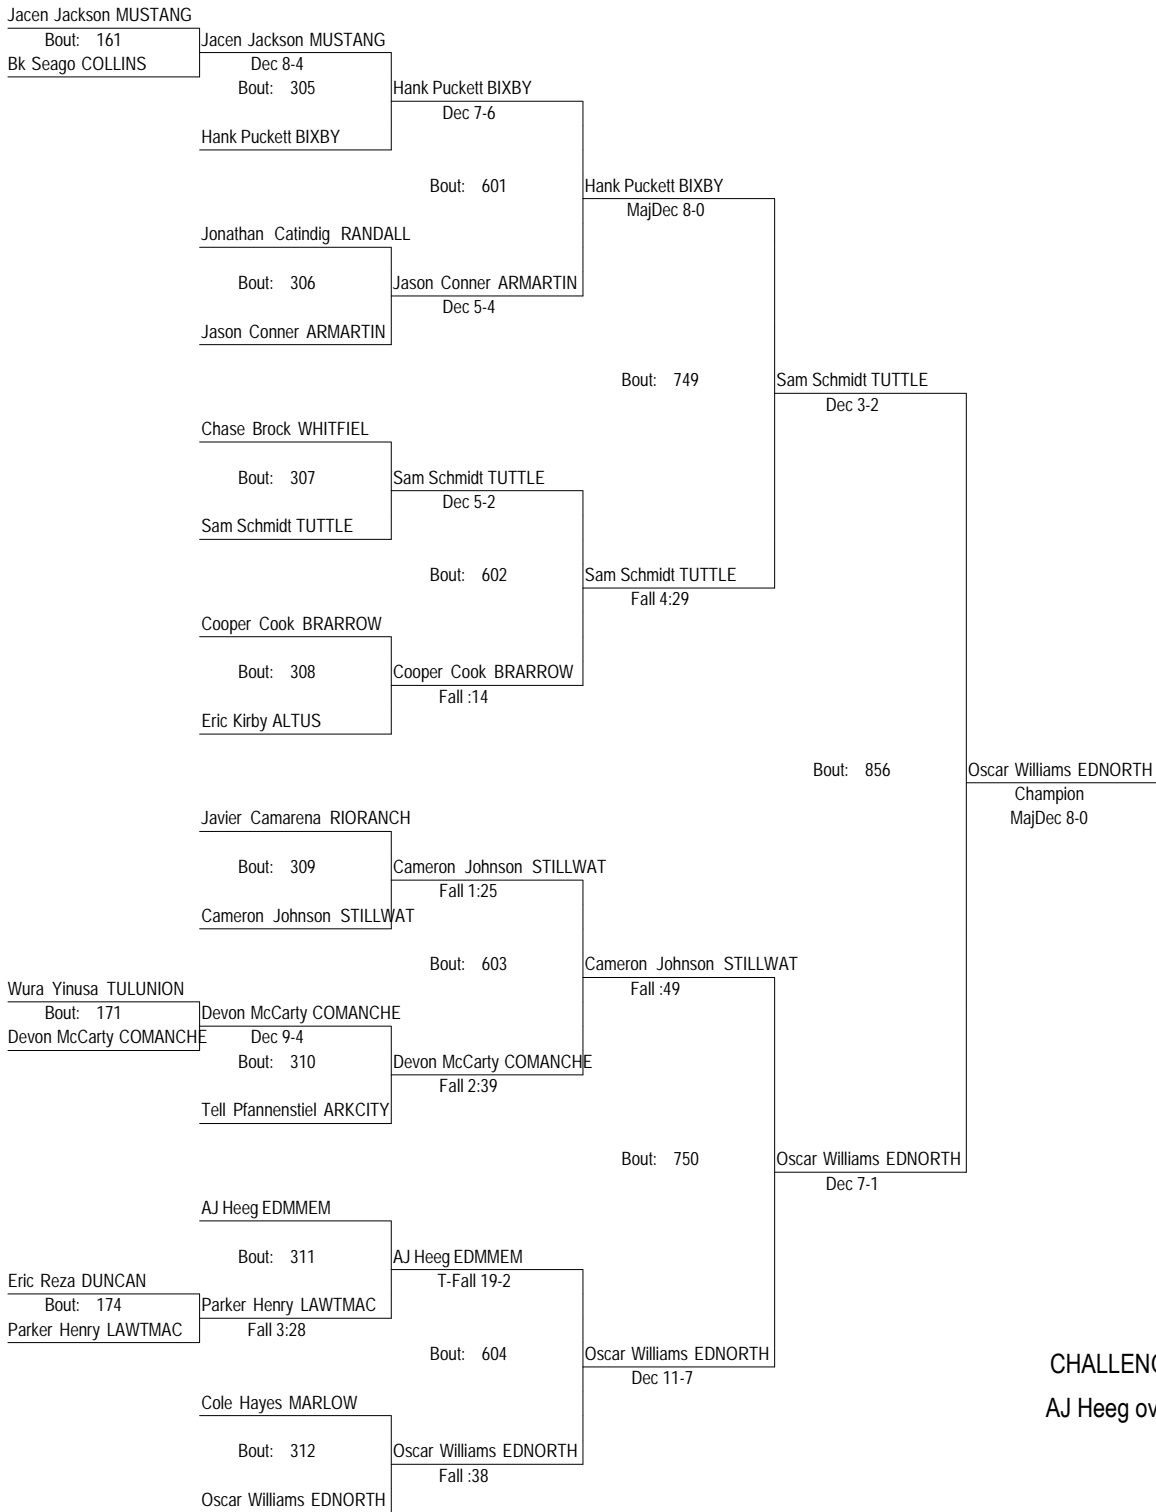 Jacen Jackson MUSTANG
Bout: 161
Bk Seago COLLINS
Jacen Jackson MUSTANG
Dec 8-4
Bout: 305
Hank Puckett BIXBY
Hank Puckett BIXBY
Dec 7-6
Bout: 601
Hank Puckett BIXBY
MajDec 8-0
Jonathan Catindig RANDALL
Bout: 306
Jason Conner ARMARTIN
Jason Conner ARMARTIN
Dec 5-4
Bout: 749
Sam Schmidt TUTTLE
Dec 3-2
Chase Brock WHITFIEL
Bout: 307
Sam Schmidt TUTTLE
Sam Schmidt TUTTLE
Dec 5-2
Bout: 602
Sam Schmidt TUTTLE
Fall 4:29
Cooper Cook BRARROW
Bout: 308
Eric Kirby ALTUS
Cooper Cook BRARROW
Fall :14
Bout: 856
Oscar Williams EDNORTH
Champion
MajDec 8-0
Javier Camarena RIORANCH
Bout: 309
Cameron Johnson STILLWAT
Cameron Johnson STILLWAT
Fall 1:25
Bout: 603
Cameron Johnson STILLWAT
Fall :49
Wura Yinusa TULUNION
Bout: 171
Devon McCarty COMANCHE
Devon McCarty COMANCHE
Dec 9-4
Bout: 310
Tell Pfannenstiel ARKCITY
Devon McCarty COMANCHE
Fall 2:39
Bout: 750
Oscar Williams EDNORTH
Dec 7-1
AJ Heeg EDMMEM
Bout: 311
AJ Heeg EDMMEM
T-Fall 19-2
Eric Reza DUNCAN
Bout: 174
Parker Henry LAWTMAC
Parker Henry LAWTMAC
Fall 3:28
Bout: 604
Oscar Williams EDNORTH
Dec 11-7
Cole Hayes MARLOW
Bout: 312
Oscar Williams EDNORTH
Oscar Williams EDNORTH
Fall :38
CHALLEN
AJ Heeg ov